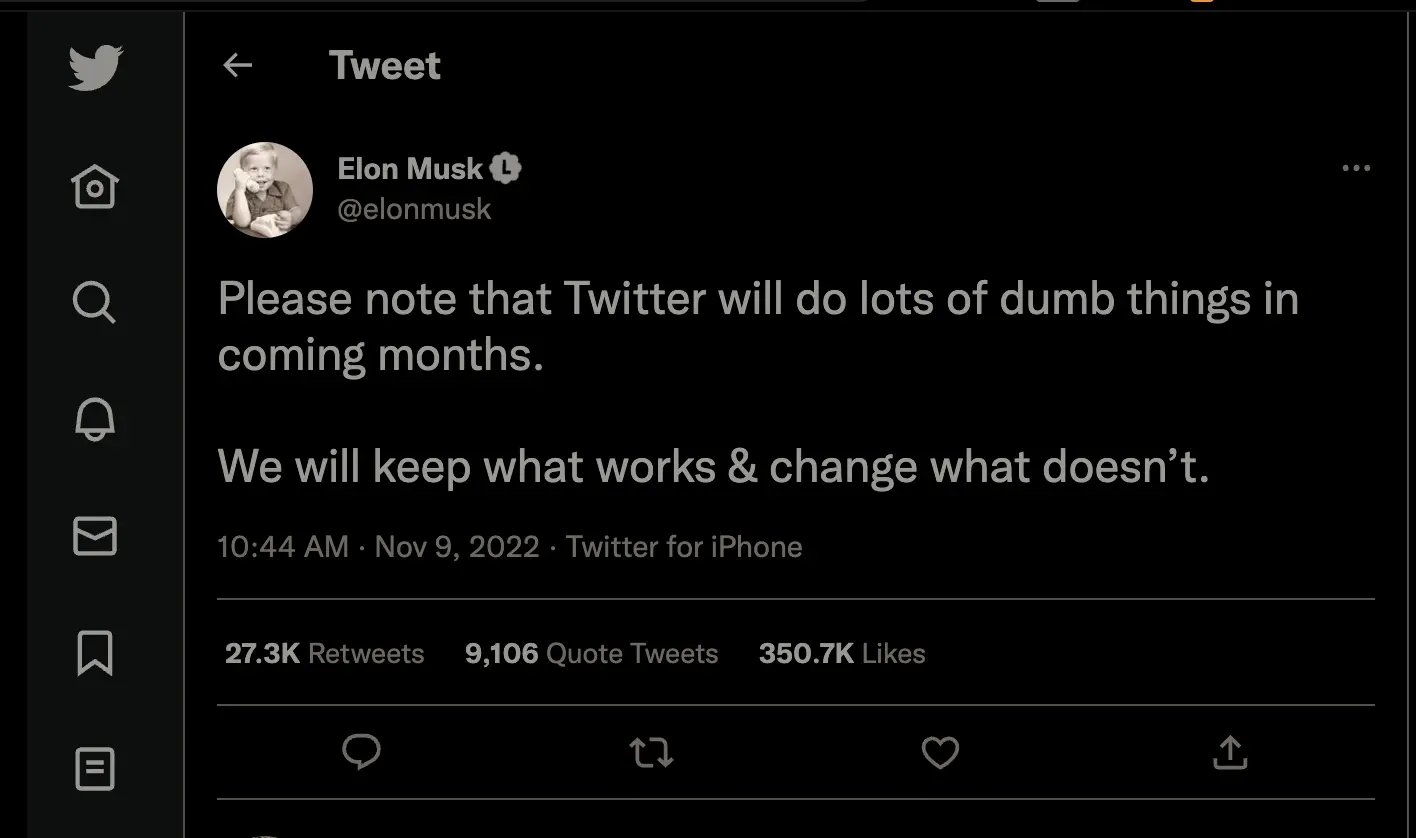 Tweet
Elon Musk L
@elonmusk
Please note that Twitter will do lots of dumb things in
coming months.
We will keep what works & change what doesn’t.
10:44 AM · Nov 9, 2022 · Twitter for iPhone
27.3K Retweets 9,106 Quote Tweets 350.7K Likes